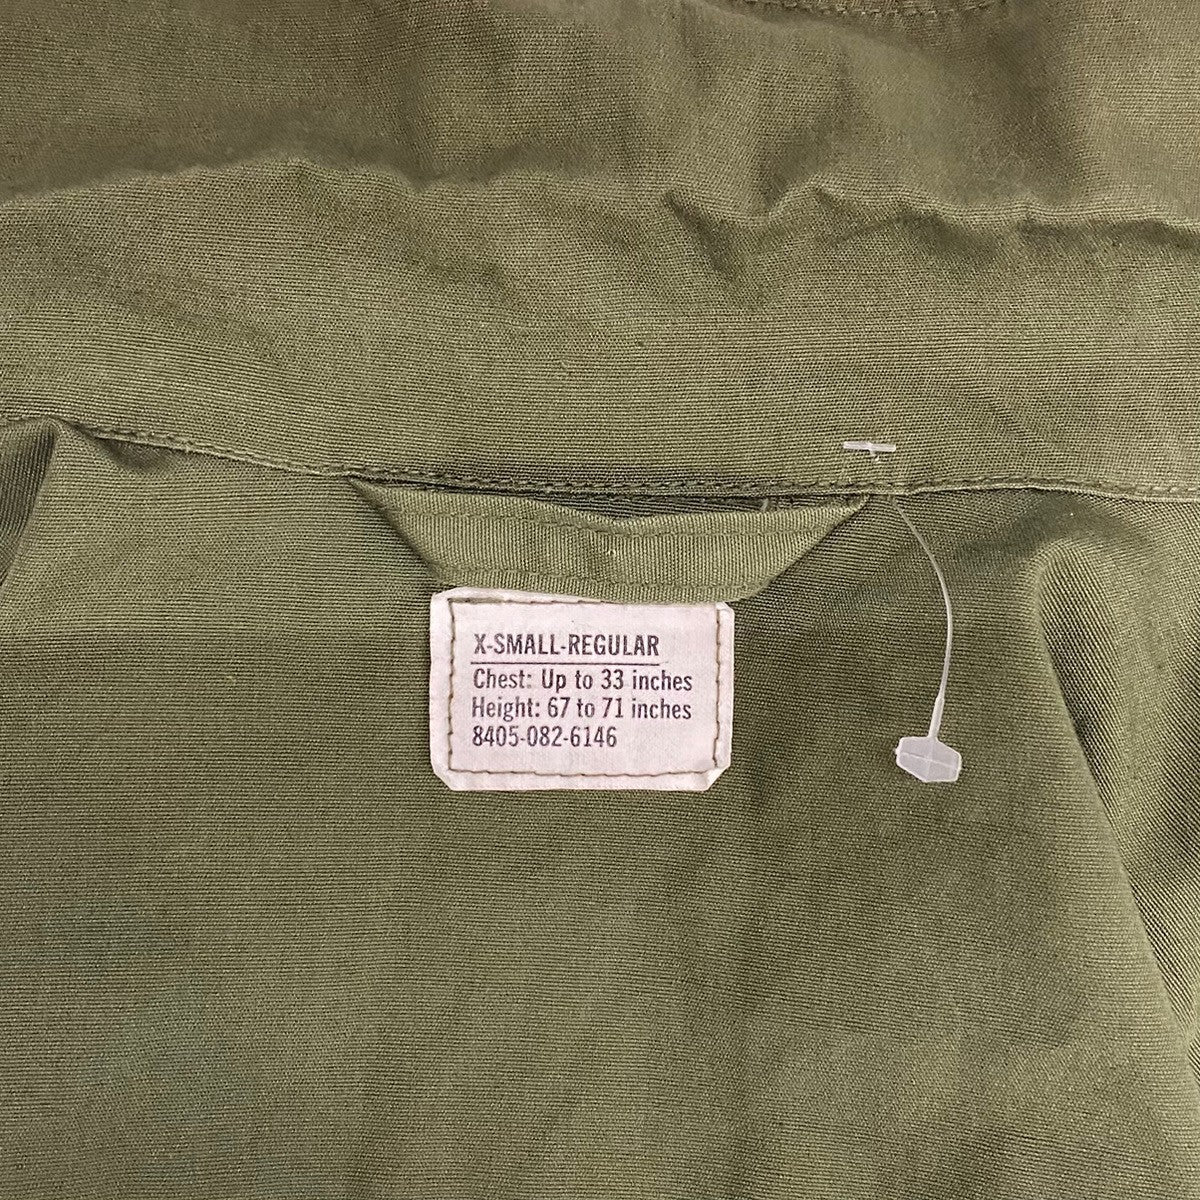 X-SMALL-REGULAR
Chest: Up to 33 inches
Height: 67 to 71 inches
8405-082-6146